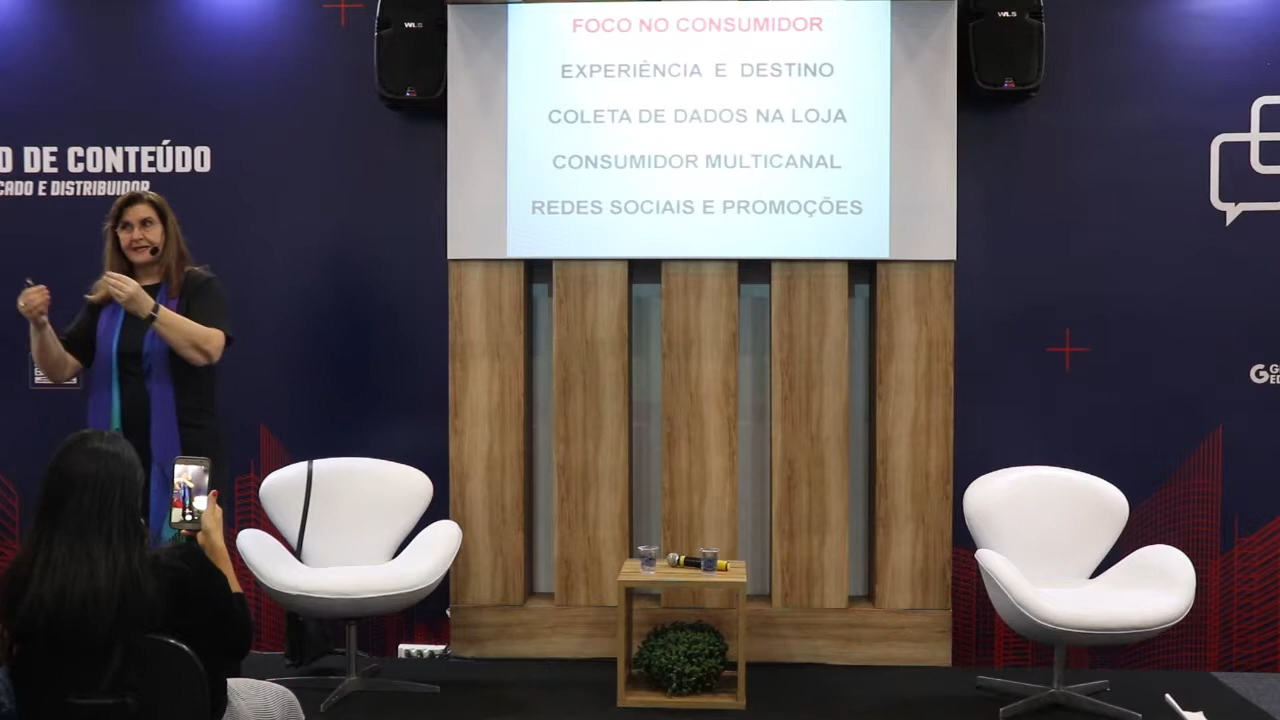 WLS
WLS
FOCO NO CONSUMIDOR
EXPERIÊNCIA E DESTINO
COLETA DE DADOS NA LOJA
CONSUMIDOR MULTICANAL
REDES SOCIAIS E PROMOÇÕES
O DE CONTEÚDO
CADO E DISTRIBUIDOR